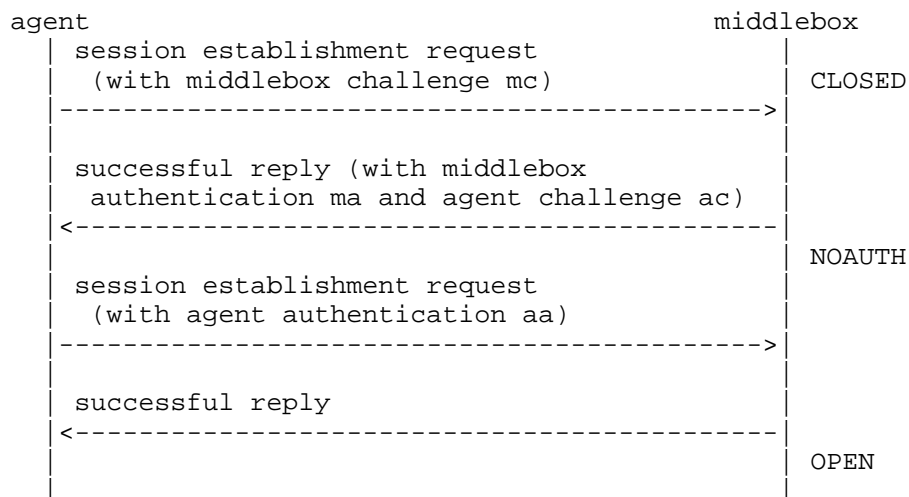 agent middlebox
session establishment request
(with middlebox challenge mc) CLOSED
successful reply (with middlebox
authentication ma and agent challenge ac)
NOAUTH
session establishment request
(with agent authentication aa)
successful reply
OPEN